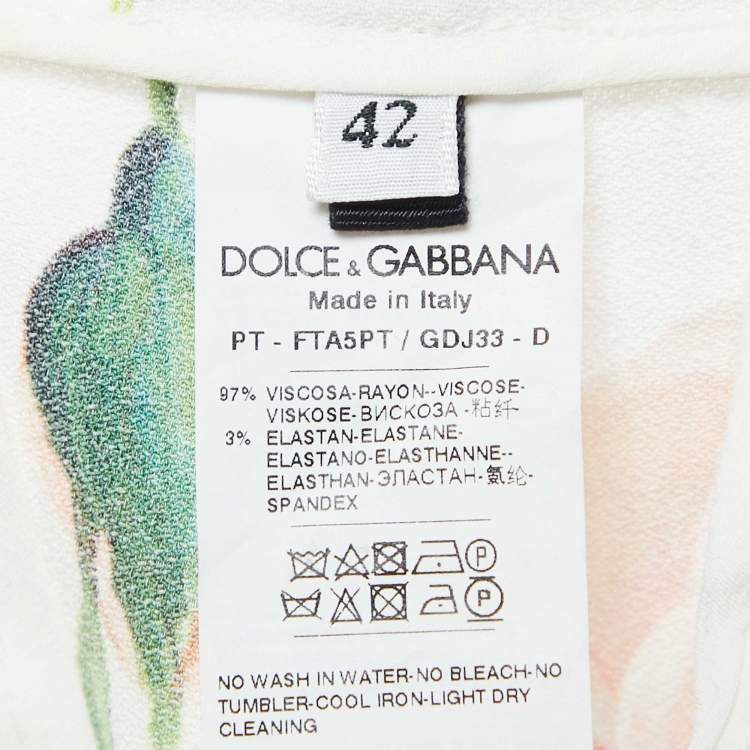 42
DOLCE & GABBANA
Made in Italy
PT - FTA5PT / GDJ33 - D
97% VISCOSA-RAYON--VISCOSE-
VISKOSE-ВИСКОЗА -粘纤-
3% ELASTAN-ELASTANE-
ELASTANO-ELASTHANNE--
ELASTHAN-ЭЛАСТАН-氨纶-
SPANDEX
P
P
NO WASH IN WATER-NO BLEACH-NO
TUMBLER-COOL IRON-LIGHT DRY
CLEANING